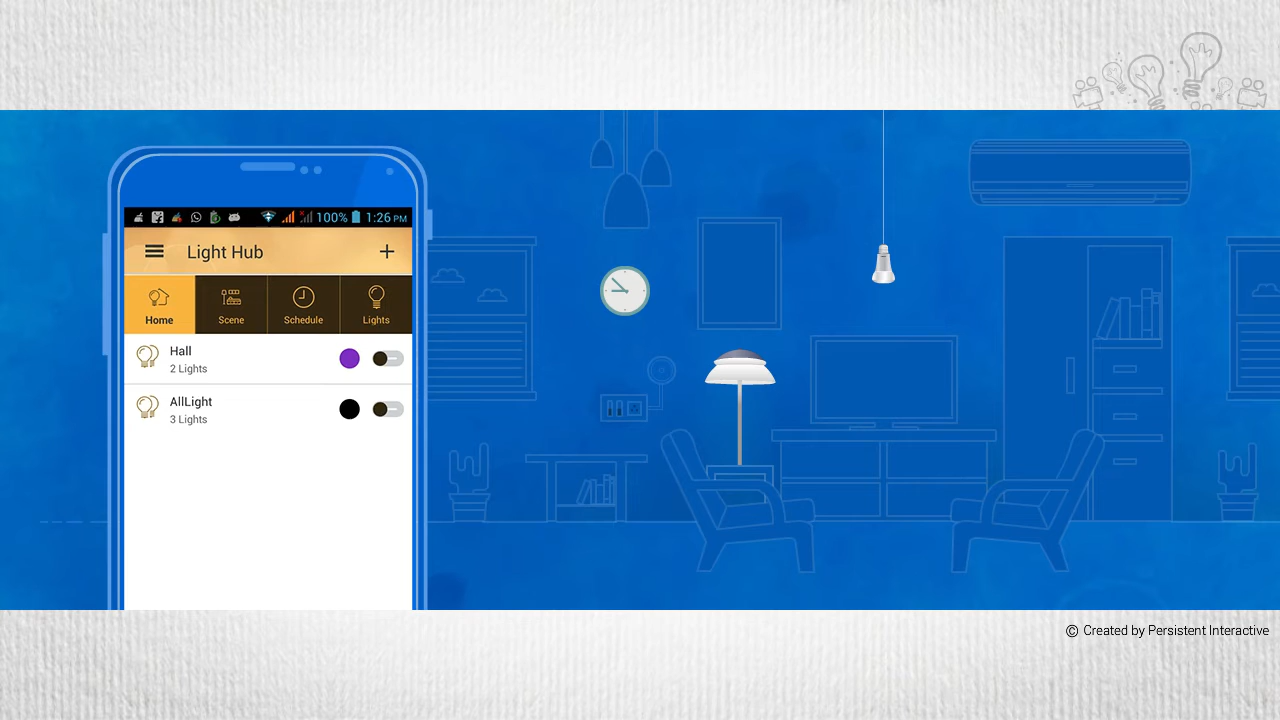 100% 1:26 PM
Light Hub
Home Scene Schedule Lights
Hall
2 Lights
AllLight
3 Lights
© Created by Persistent Interactive